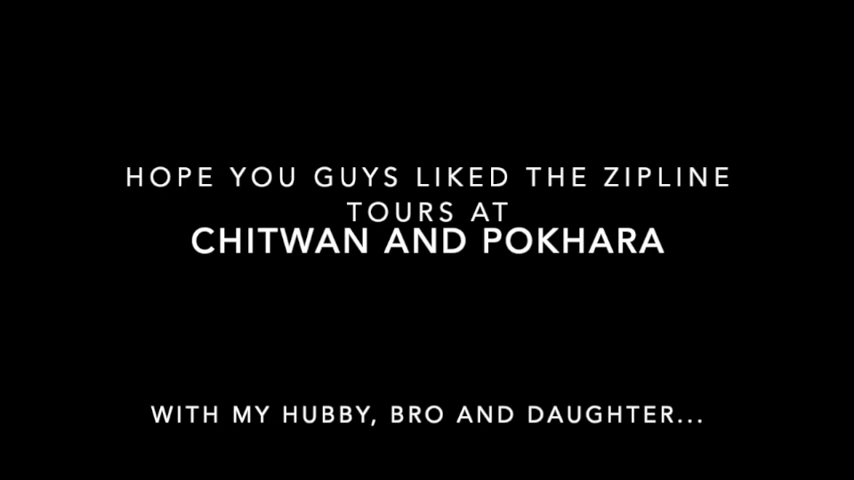 HOPE YOU GUYS LIKED THE ZIPLINE
TOURS AT
CHITWAN AND POKHARA
WITH MY HUBBY, BRO AND DAUGHTER...